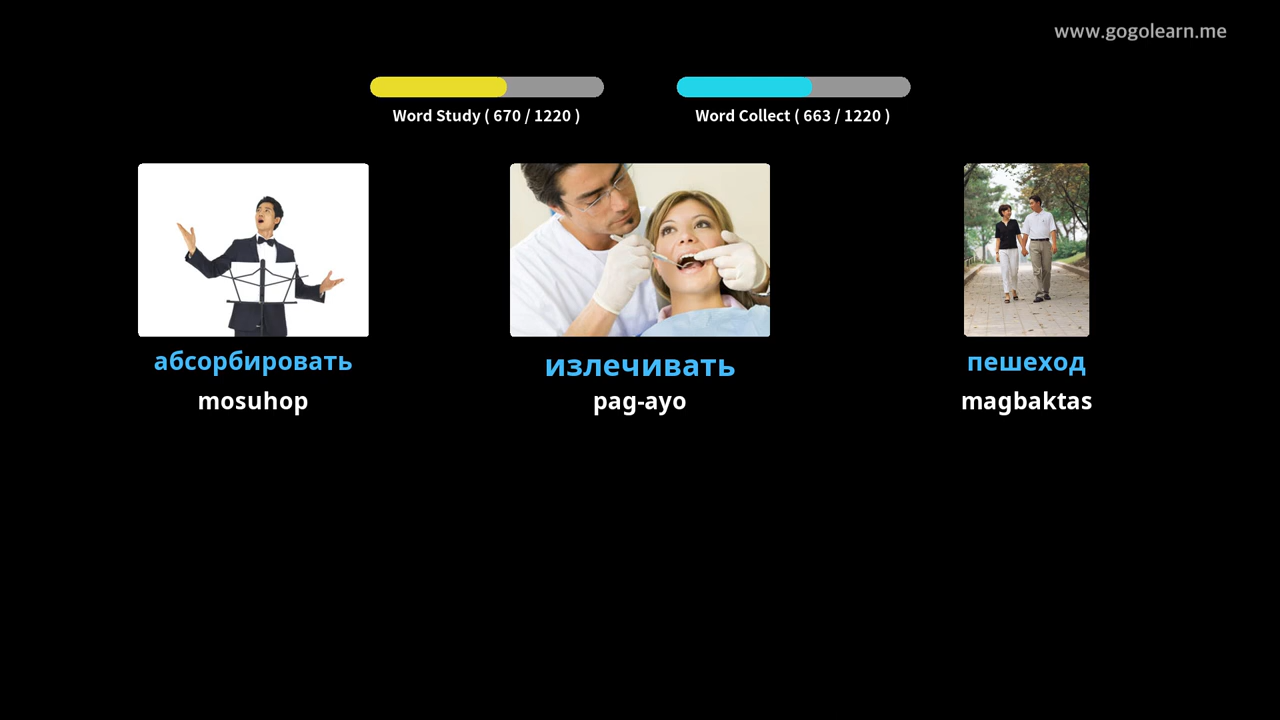 www.gogolearn.me
Word Study ( 670 / 1220 )
Word Collect ( 663 / 1220 )
абсорбировать
mosuhop
излечивать
pag-ayo
пешеход
magbaktas